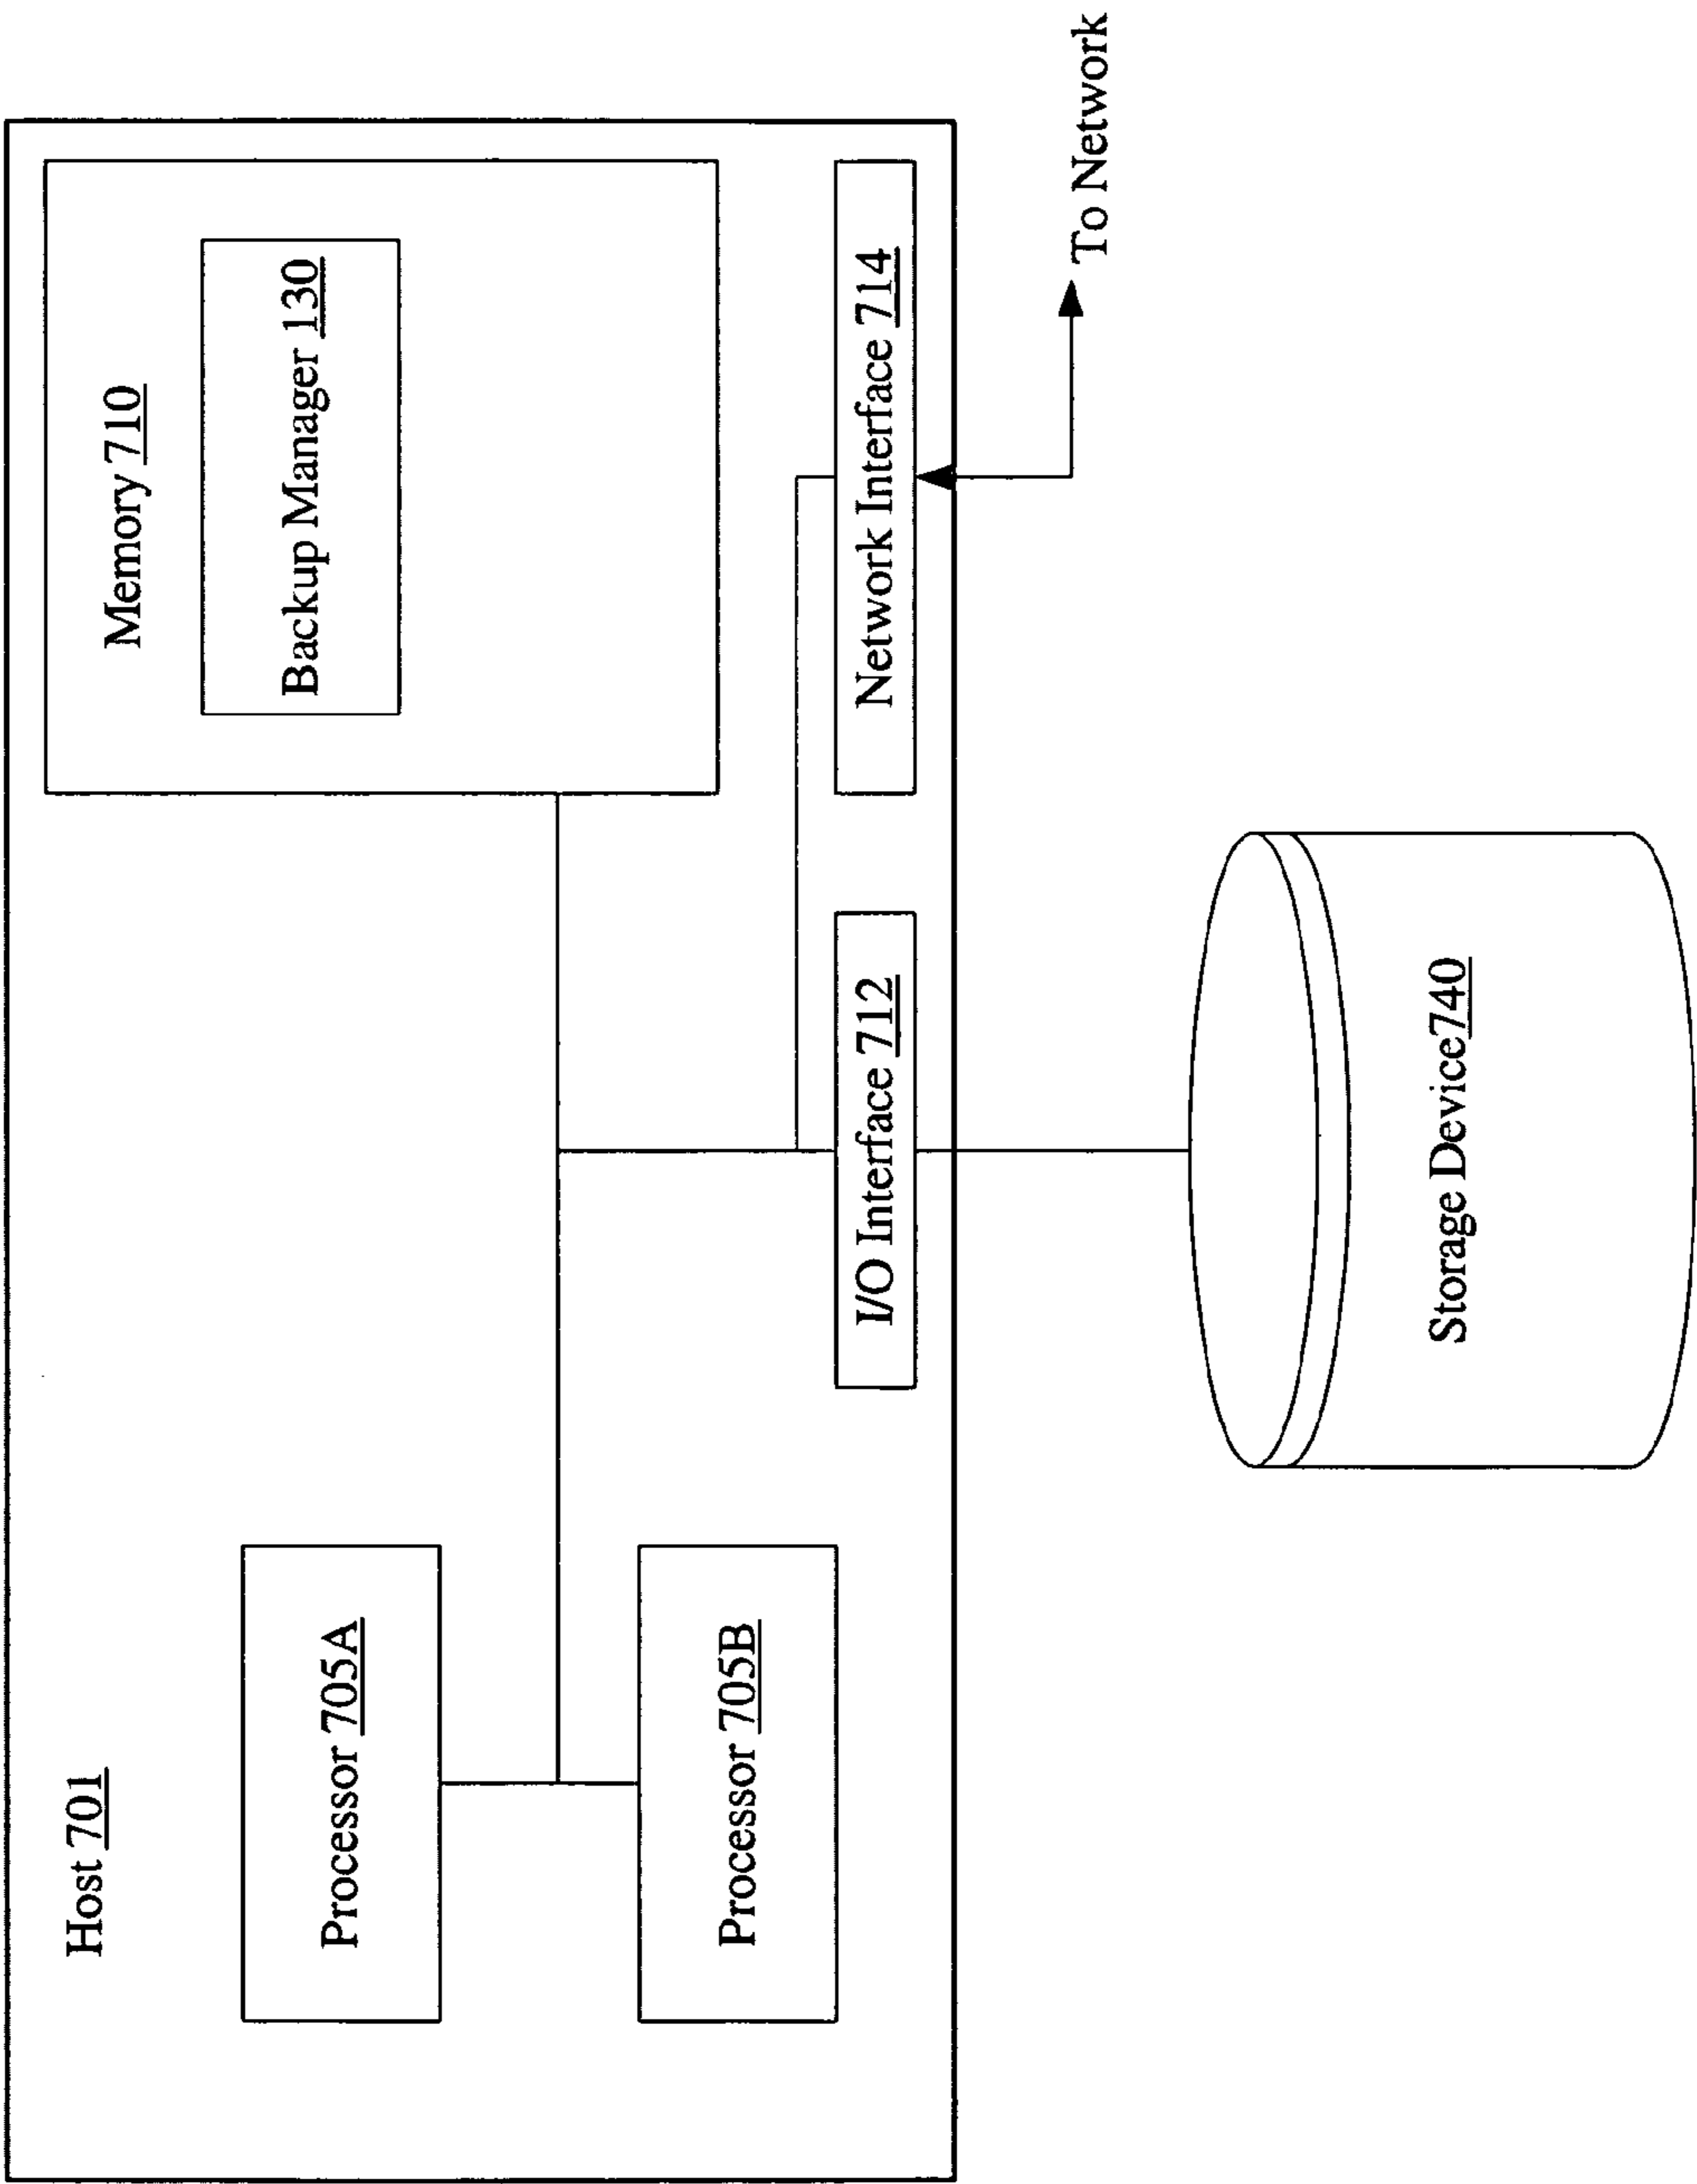 Host 701
Processor 705A
Processor 705B
Memory 710
Backup Manager 130
I/O Interface 712
Network Interface 714
To Network
Storage Device740